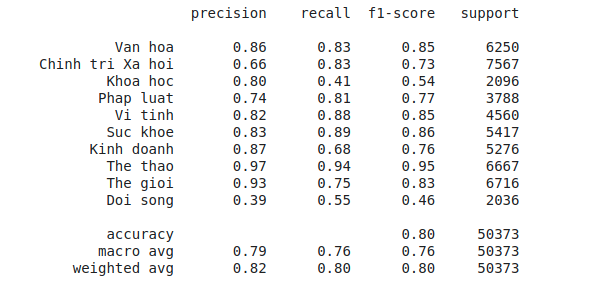 precision recall f1-score support
Van hoa 0.86 0.83 0.85 6250
Chinh tri Xa hoi 0.66 0.83 0.73 7567
Khoa hoc 0.80 0.41 0.54 2096
Phap luat 0.74 0.81 0.77 3788
Vi tinh 0.82 0.88 0.85 4560
Suc khoe 0.83 0.89 0.86 5417
Kinh doanh 0.87 0.68 0.76 5276
The thao 0.97 0.94 0.95 6667
The gioi 0.93 0.75 0.83 6716
Doi song 0.39 0.55 0.46 2036
accuracy 0.80 50373
macro avg 0.79 0.76 0.76 50373
weighted avg 0.82 0.80 0.80 50373